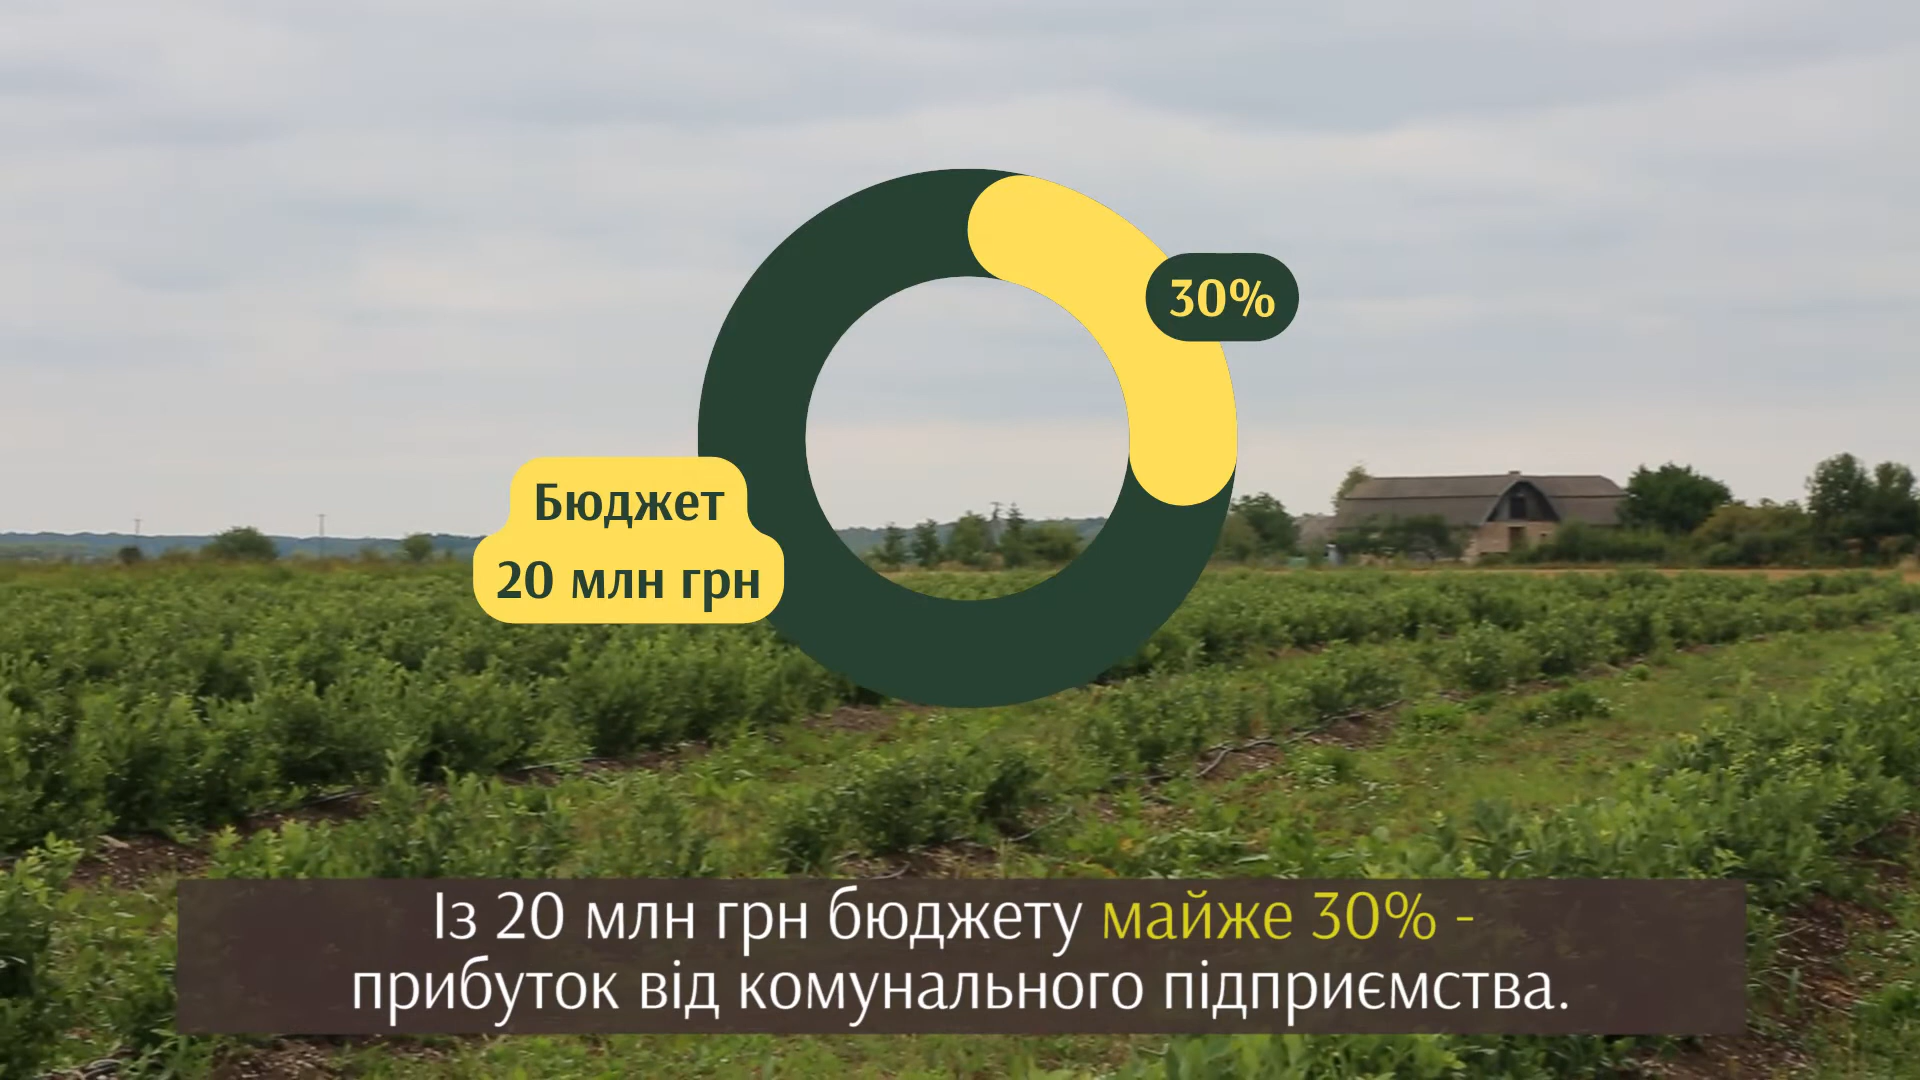 30%
Бюджет
20 млн грн
Із 20 млн грн бюджету майже 30% -
прибуток від комунального підприємства.